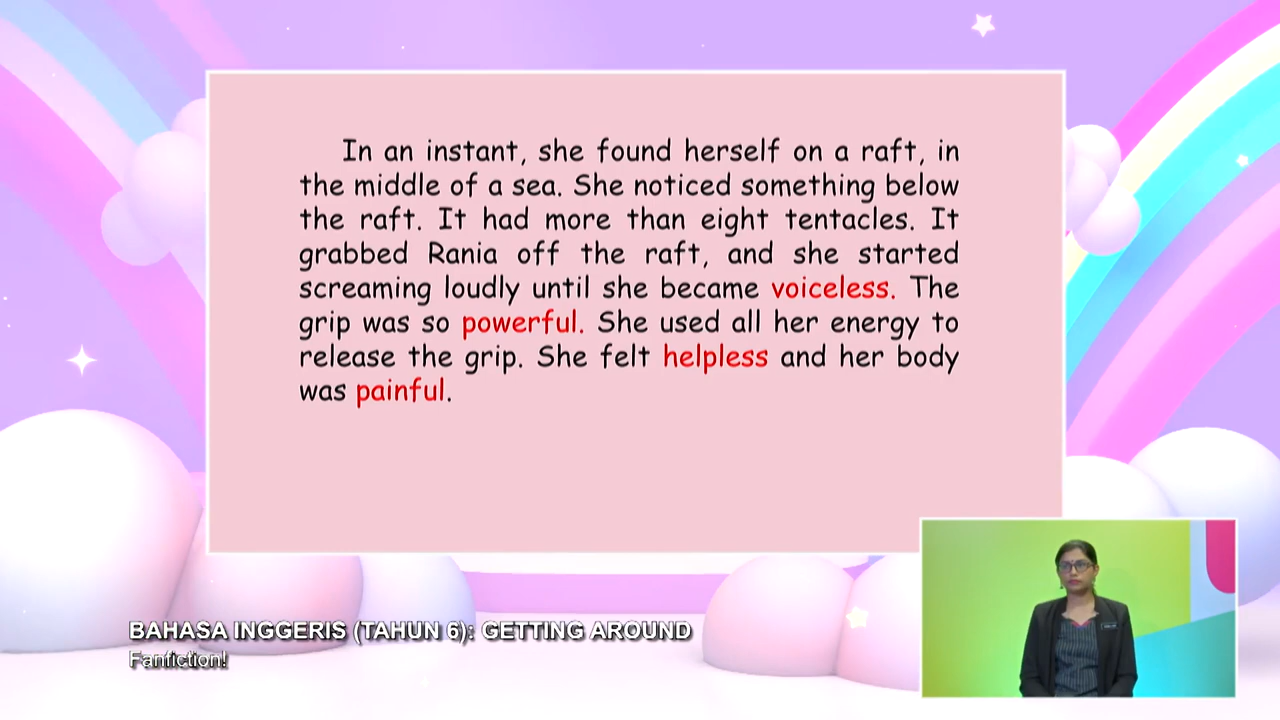 In an instant, she found herself on a raft, in
the middle of a sea. She noticed something below
the raft. It had more than eight tentacles. It
grabbed Rania off the raft, and she started
screaming loudly until she became voiceless. The
grip was so powerful. She used all her energy to
release the grip. She felt helpless and her body
was painful.
BAHASA INGGERIS (TAHUN 6): GETTING AROUND
Fanfiction!